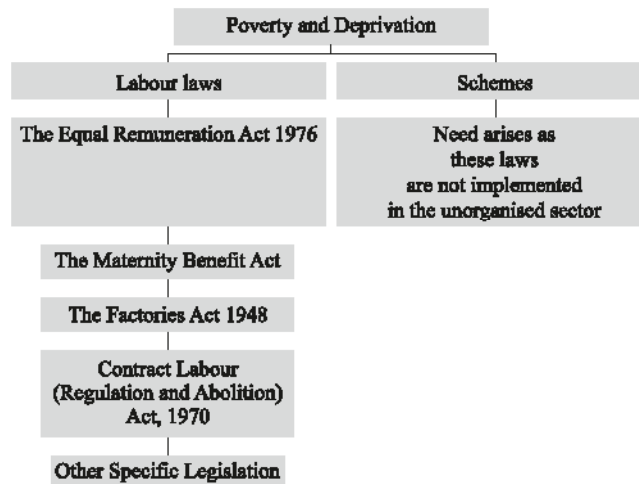 Poverty and Deprivation
Labour laws
The Equal Remuneration Act 1976
The Maternity Benefit Act
The Factories Act 1948
Contract Labour
(Regulation and Abolition)
Act, 1970
Other Specific Legislation
Schemes
Need arises as
these laws
are not implemented
in the unorganised sector